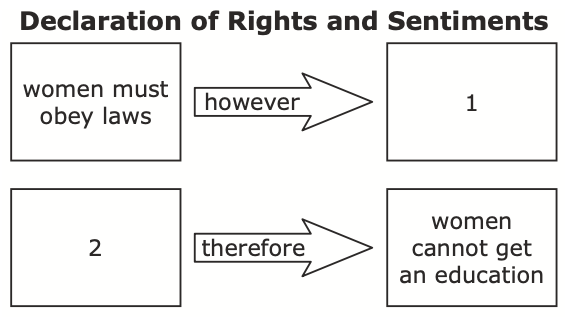 Declaration of Rights and Sentiments
women must
obey laws
however
1
2
therefore
women
cannot get
an education